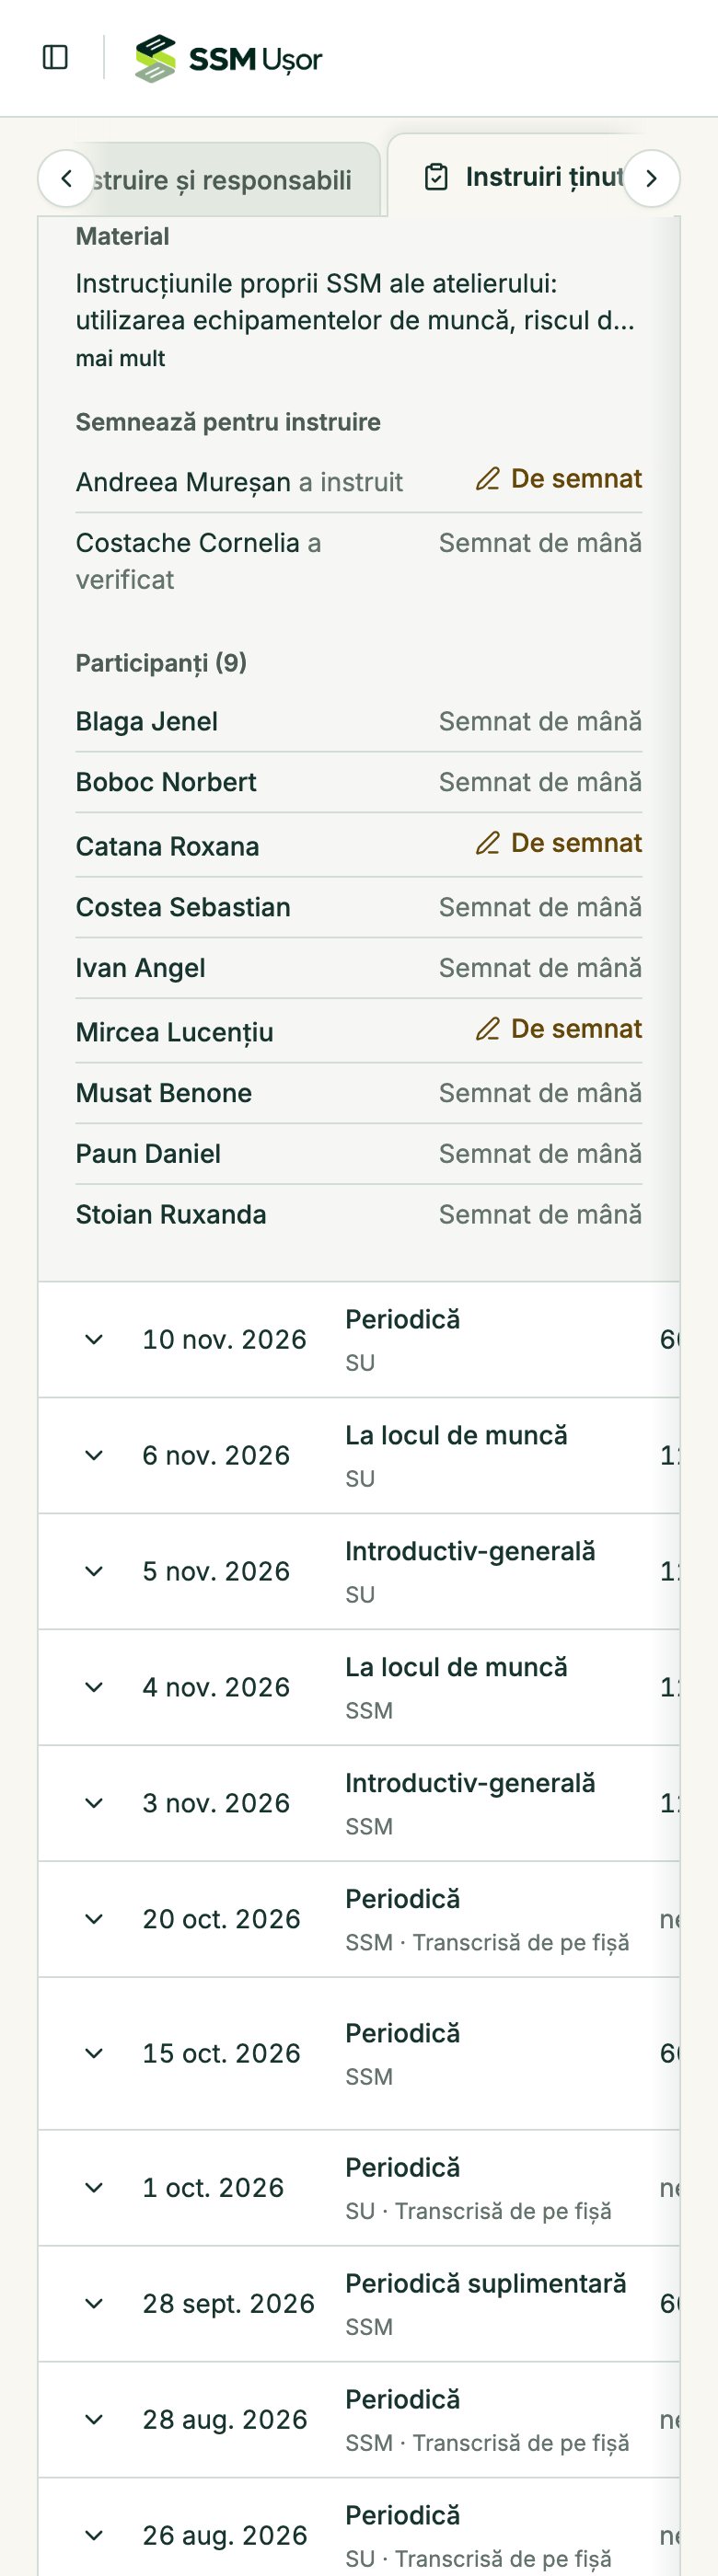 SSM Ușor
struire și responsabili
Instruiri ținut
Material
Instrucțiunile proprii SSM ale atelierului:
utilizarea echipamentelor de muncă, riscul d...
mai mult
Semnează pentru instruire
Andreea Mureșan a instruit De semnat
Costache Cornelia a Semnat de mână
verificat
Participanți (9)
Blaga Jenel Semnat de mână
Boboc Norbert Semnat de mână
Catana Roxana De semnat
Costea Sebastian Semnat de mână
Ivan Angel Semnat de mână
Mircea Lucențiu De semnat
Musat Benone Semnat de mână
Paun Daniel Semnat de mână
Stoian Ruxanda Semnat de mână
10 nov. 2026 Periodică
SU
6 nov. 2026 La locul de muncă
SU
5 nov. 2026 Introductiv-generală
SU
4 nov. 2026 La locul de muncă
SSM
3 nov. 2026 Introductiv-generală
SSM
20 oct. 2026 Periodică
SSM · Transcrisă de pe fișă
15 oct. 2026 Periodică
SSM
1 oct. 2026 Periodică
SU · Transcrisă de pe fișă
28 sept. 2026 Periodică suplimentară
SSM
28 aug. 2026 Periodică
SSM · Transcrisă de pe fișă
26 aug. 2026 Periodică
SU · Transcrisă de pe fișă